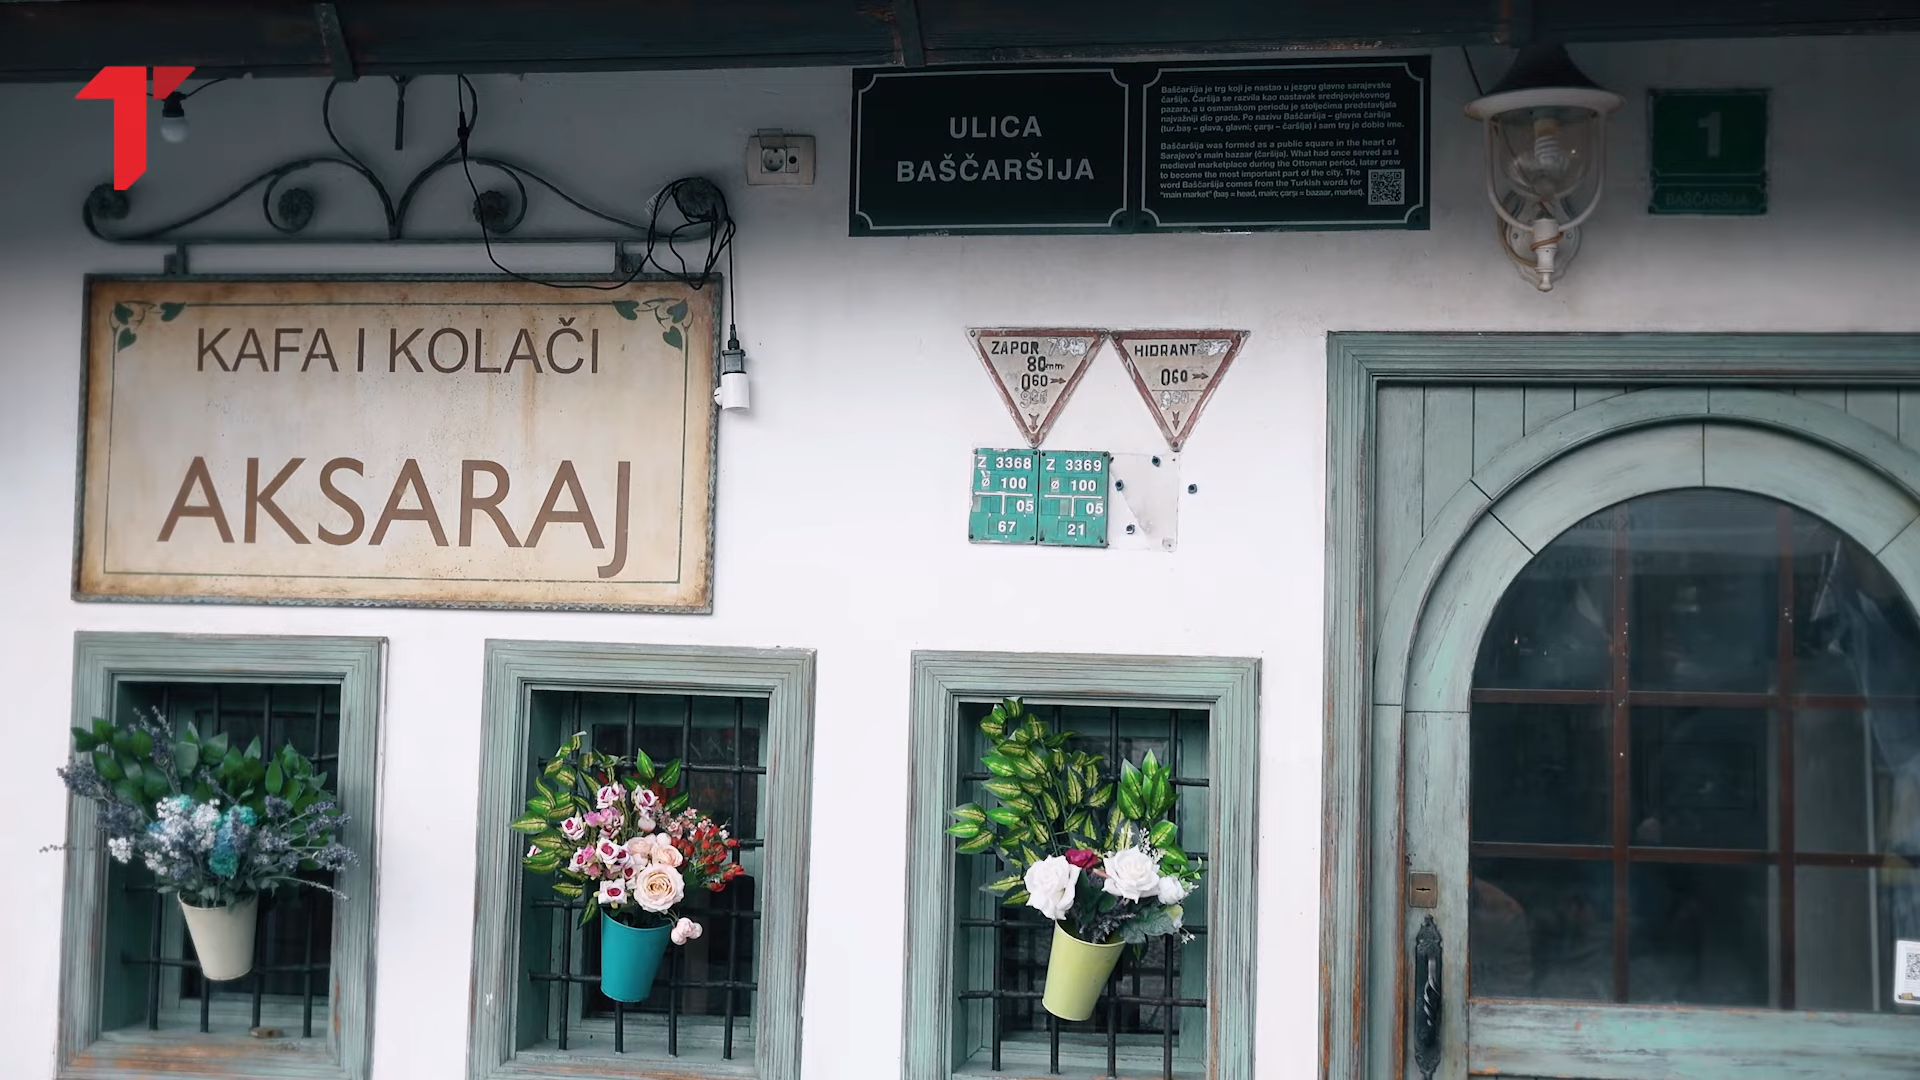 KAFA I KOLAČI
AKSARAJ
ULICA
BAŠČARŠIJA
Baščaršija je trg koji je nastao u jezgru glavne sarajevske
čaršije. Čaršija se razvila kao nastavak srednjovjekovnog
pazara, a u osmanskom periodu je stoljećima predstavljala
najvažniji dio grada. Po nazivu Baščaršija – glavna čaršija
(tur.baş – glava, glavni; çarşı – čaršija) i sam trg je dobio ime.
Baščaršija was formed as a public square in the heart of
Sarajevo's main bazaar (čaršija). What had once served as a
medieval marketplace during the Ottoman period, later grew
to become the most important part of the city. The
word Baščaršija comes from the Turkish words for
"main market" (baş = head, main; çarşı = bazaar, market).
1
BAŠČARŠIJA
ZAPOR
80mm
060
HIDRANT
060
Z 3368
Ø 100
05
67
Z 3369
Ø 100
05
21